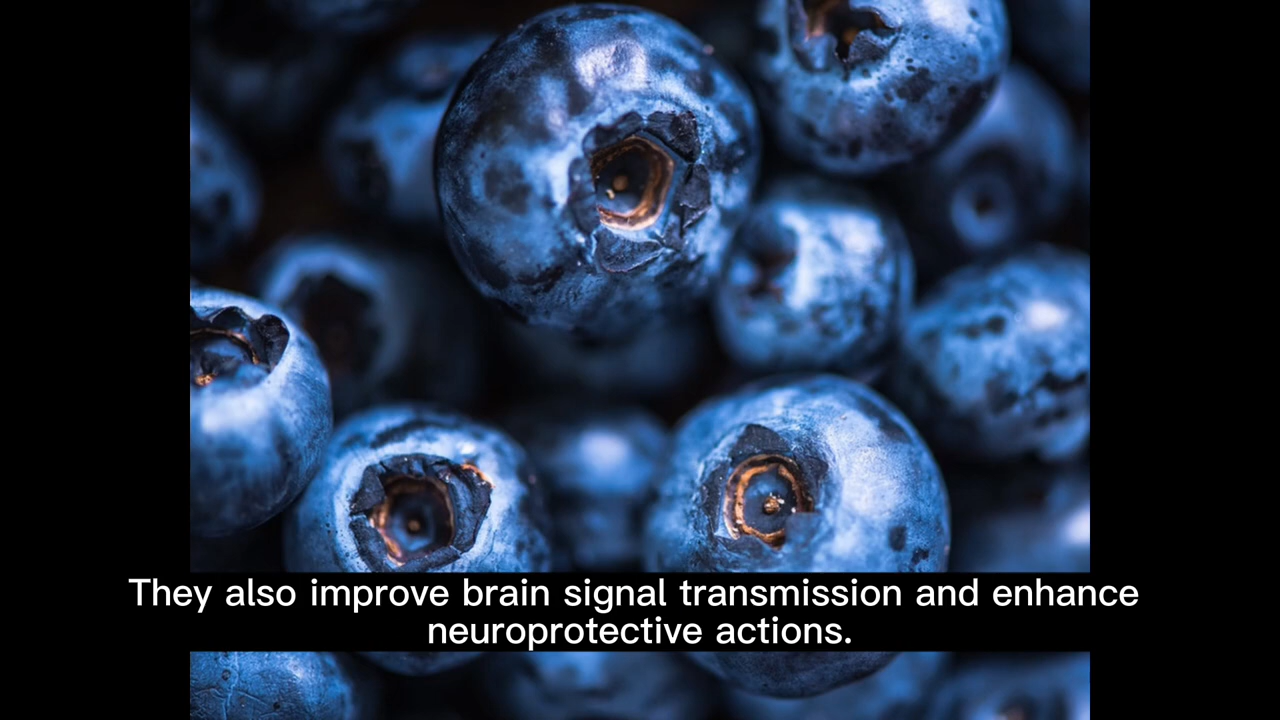 They also improve brain signal transmission and enhance
neuroprotective actions.